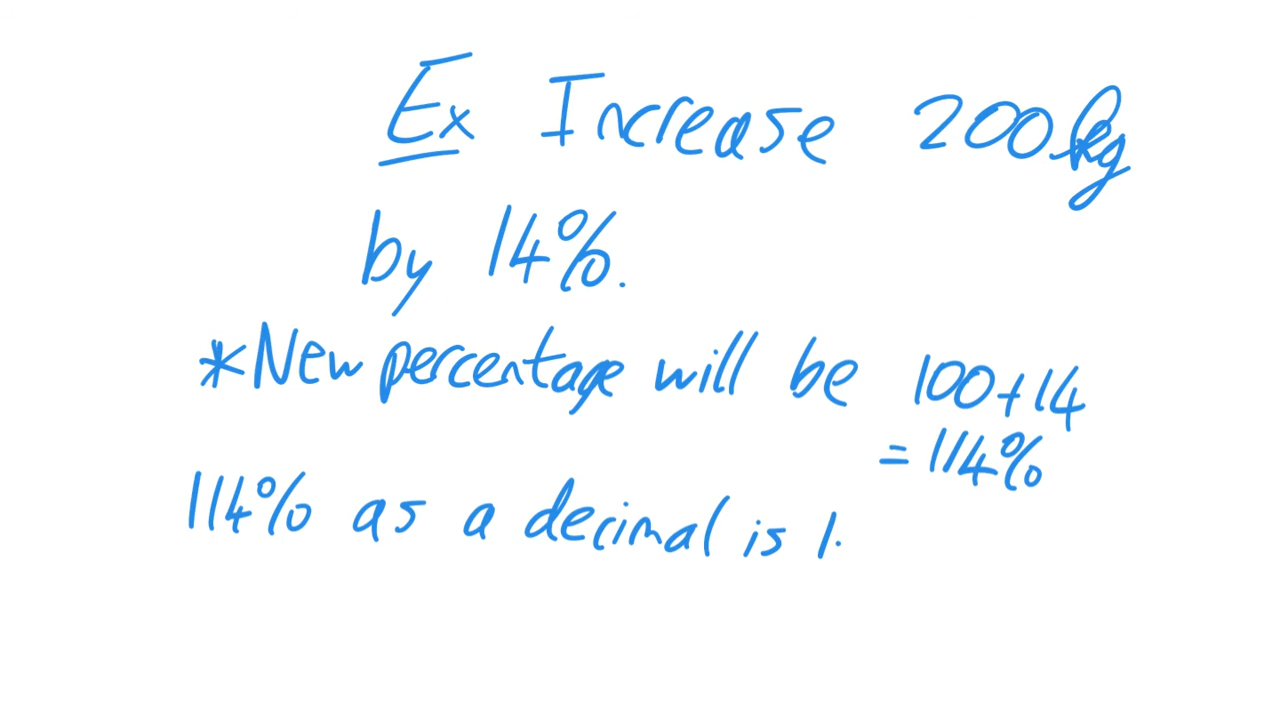 Ex Increase 200kg
by 14%.
*New percentage will be 100+14
= 114%
114% as a decimal is 1.